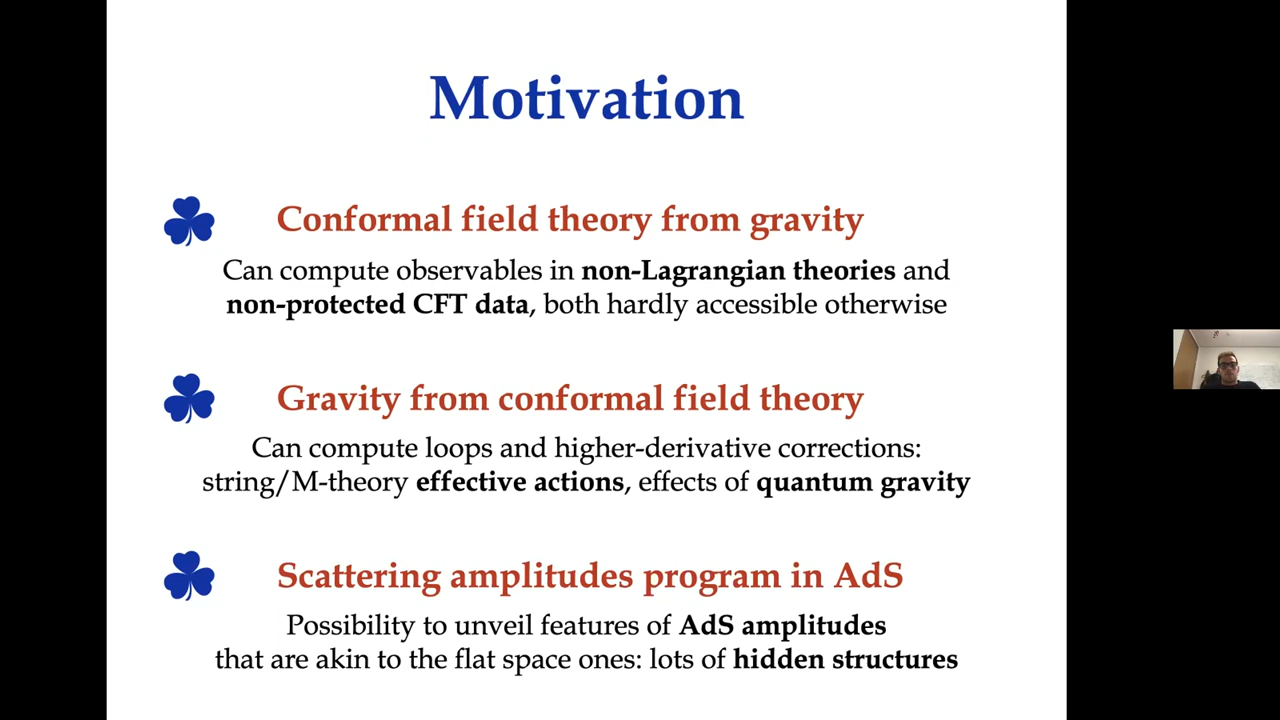 Motivation
Conformal field theory from gravity
Can compute observables in non-Lagrangian theories and
non-protected CFT data, both hardly accessible otherwise
Gravity from conformal field theory
Can compute loops and higher-derivative corrections:
string/M-theory effective actions, effects of quantum gravity
Scattering amplitudes program in AdS
Possibility to unveil features of AdS amplitudes
that are akin to the flat space ones: lots of hidden structures